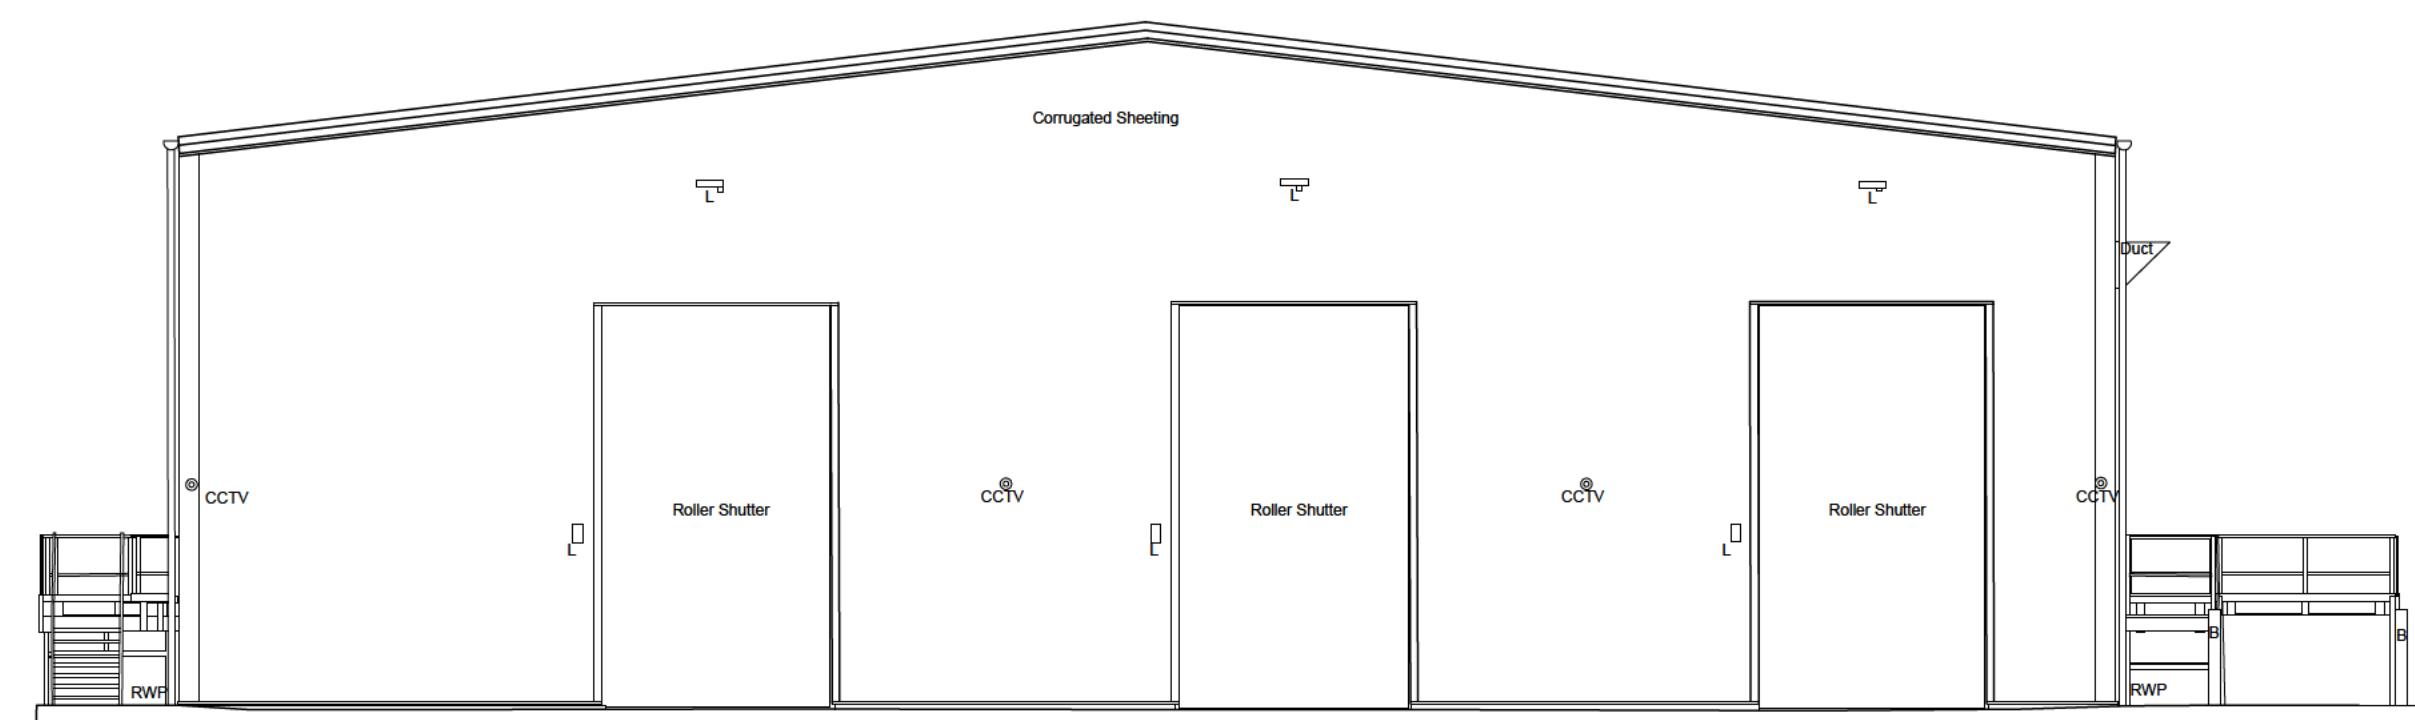 Corrugated Sheeting
L
L
L
Duct
CCTV
CCTV
CCTV
CCTV
Roller Shutter
Roller Shutter
Roller Shutter
L
L
L
B
B
RWP
RWP